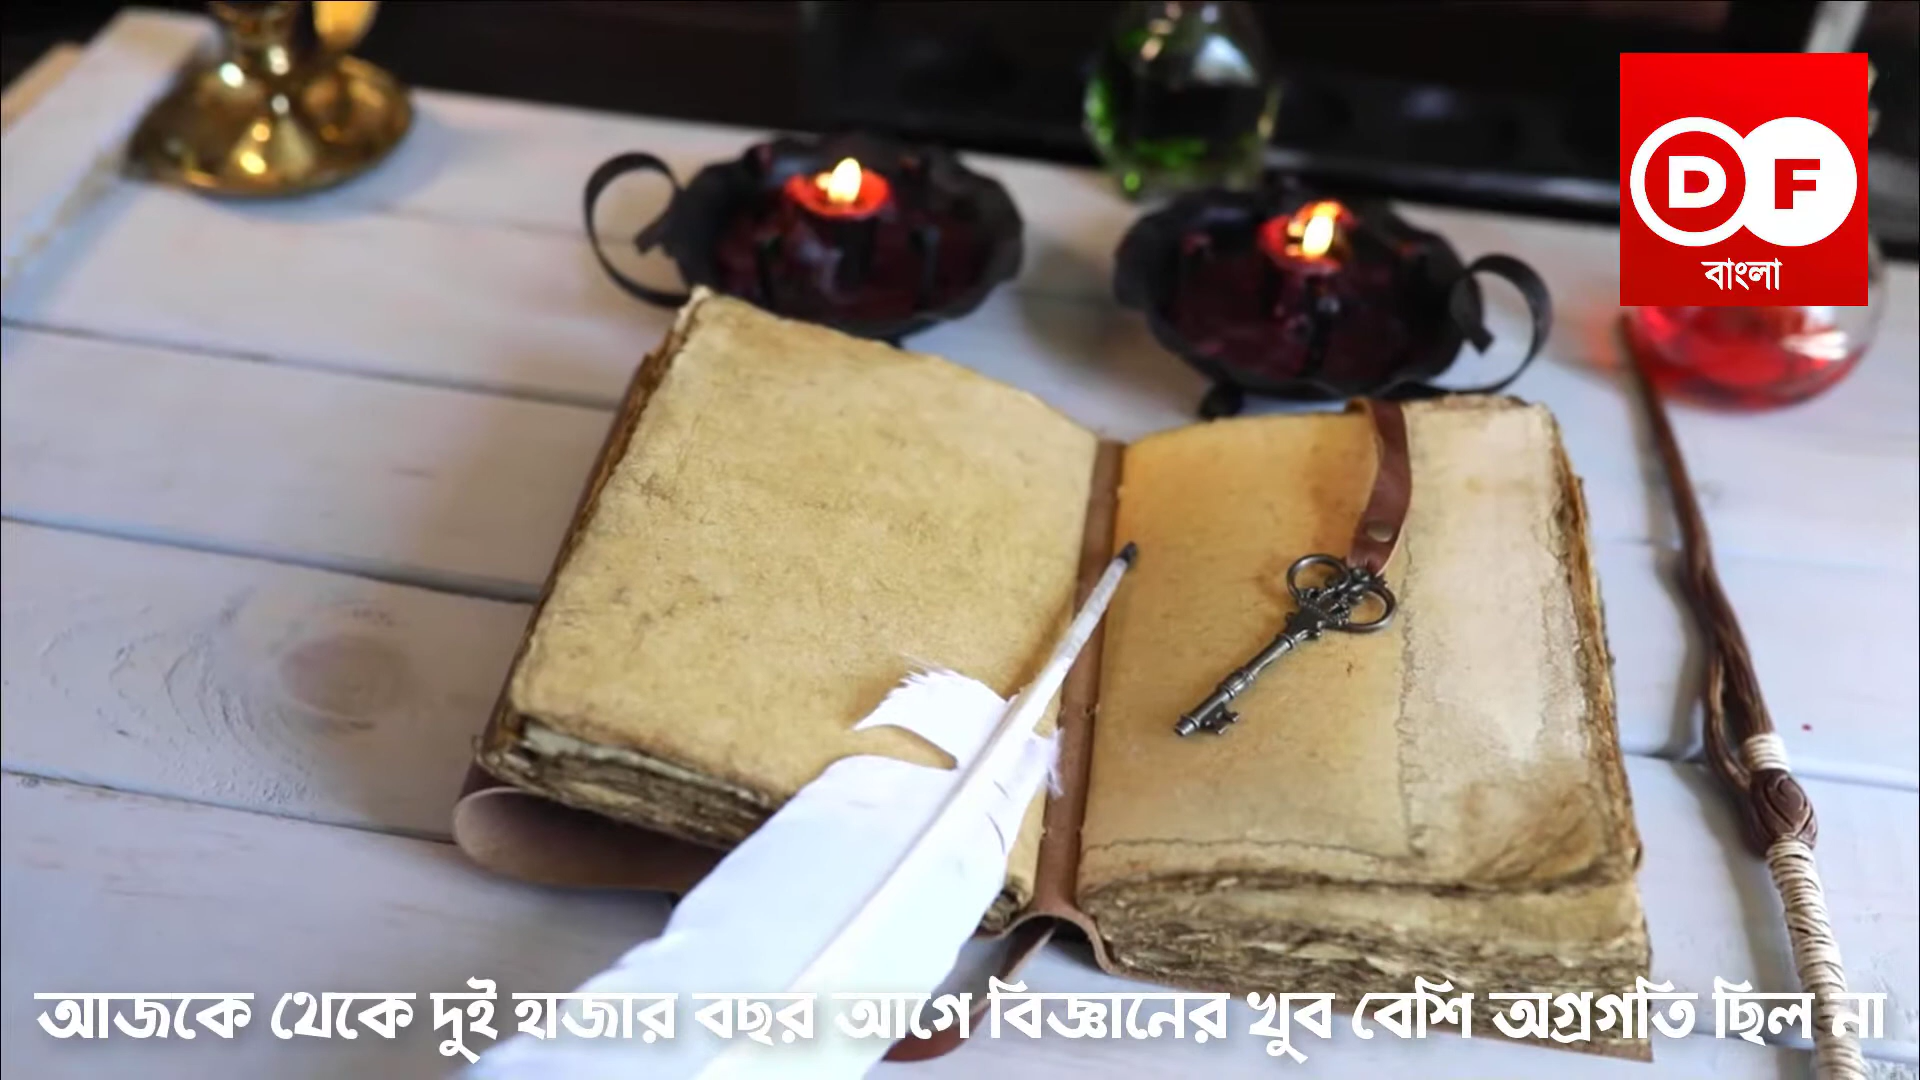 DF
বাংলা
আজকে থেকে দুই হাজার বছর আগে বিজ্ঞানের খুব বেশি অগ্রগতি ছিল না